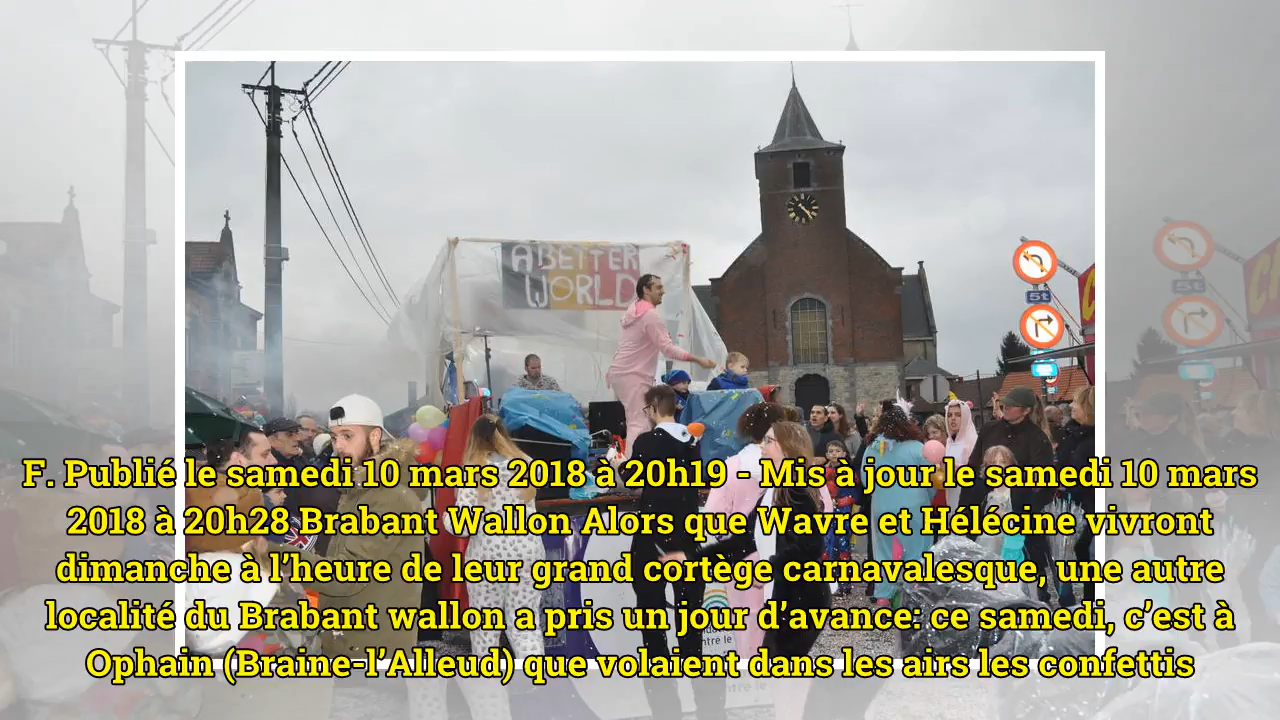 A BETTER
WORLD
5t
F. Publié le samedi 10 mars 2018 à 20h19 - Mis à jour le samedi 10 mars
2018 à 20h28 Brabant Wallon Alors que Wavre et Hélécine vivront
dimanche à l’heure de leur grand cortège carnavalesque, une autre
localité du Brabant wallon a pris un jour d’avance: ce samedi, c’est à
Ophain (Braine-l’Alleud) que volaient dans les airs les confettis